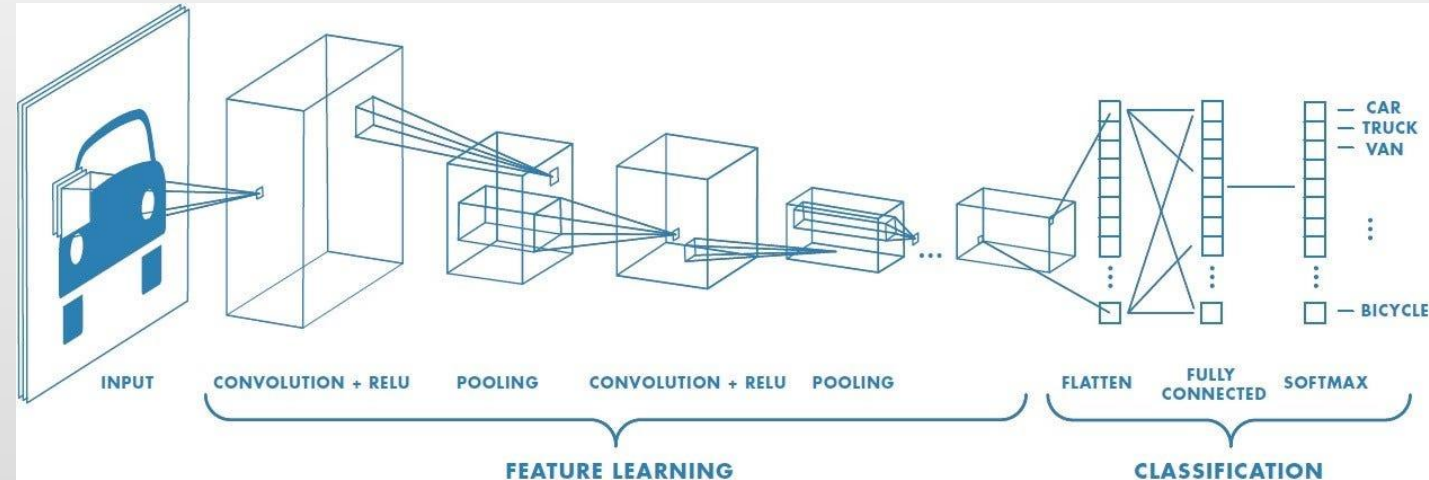 CAR
TRUCK
VAN
BICYCLE
INPUT
CONVOLUTION + RELU
POOLING
CONVOLUTION + RELU
POOLING
FLATTEN
FULLY
CONNECTED
SOFTMAX
FEATURE LEARNING
CLASSIFICATION